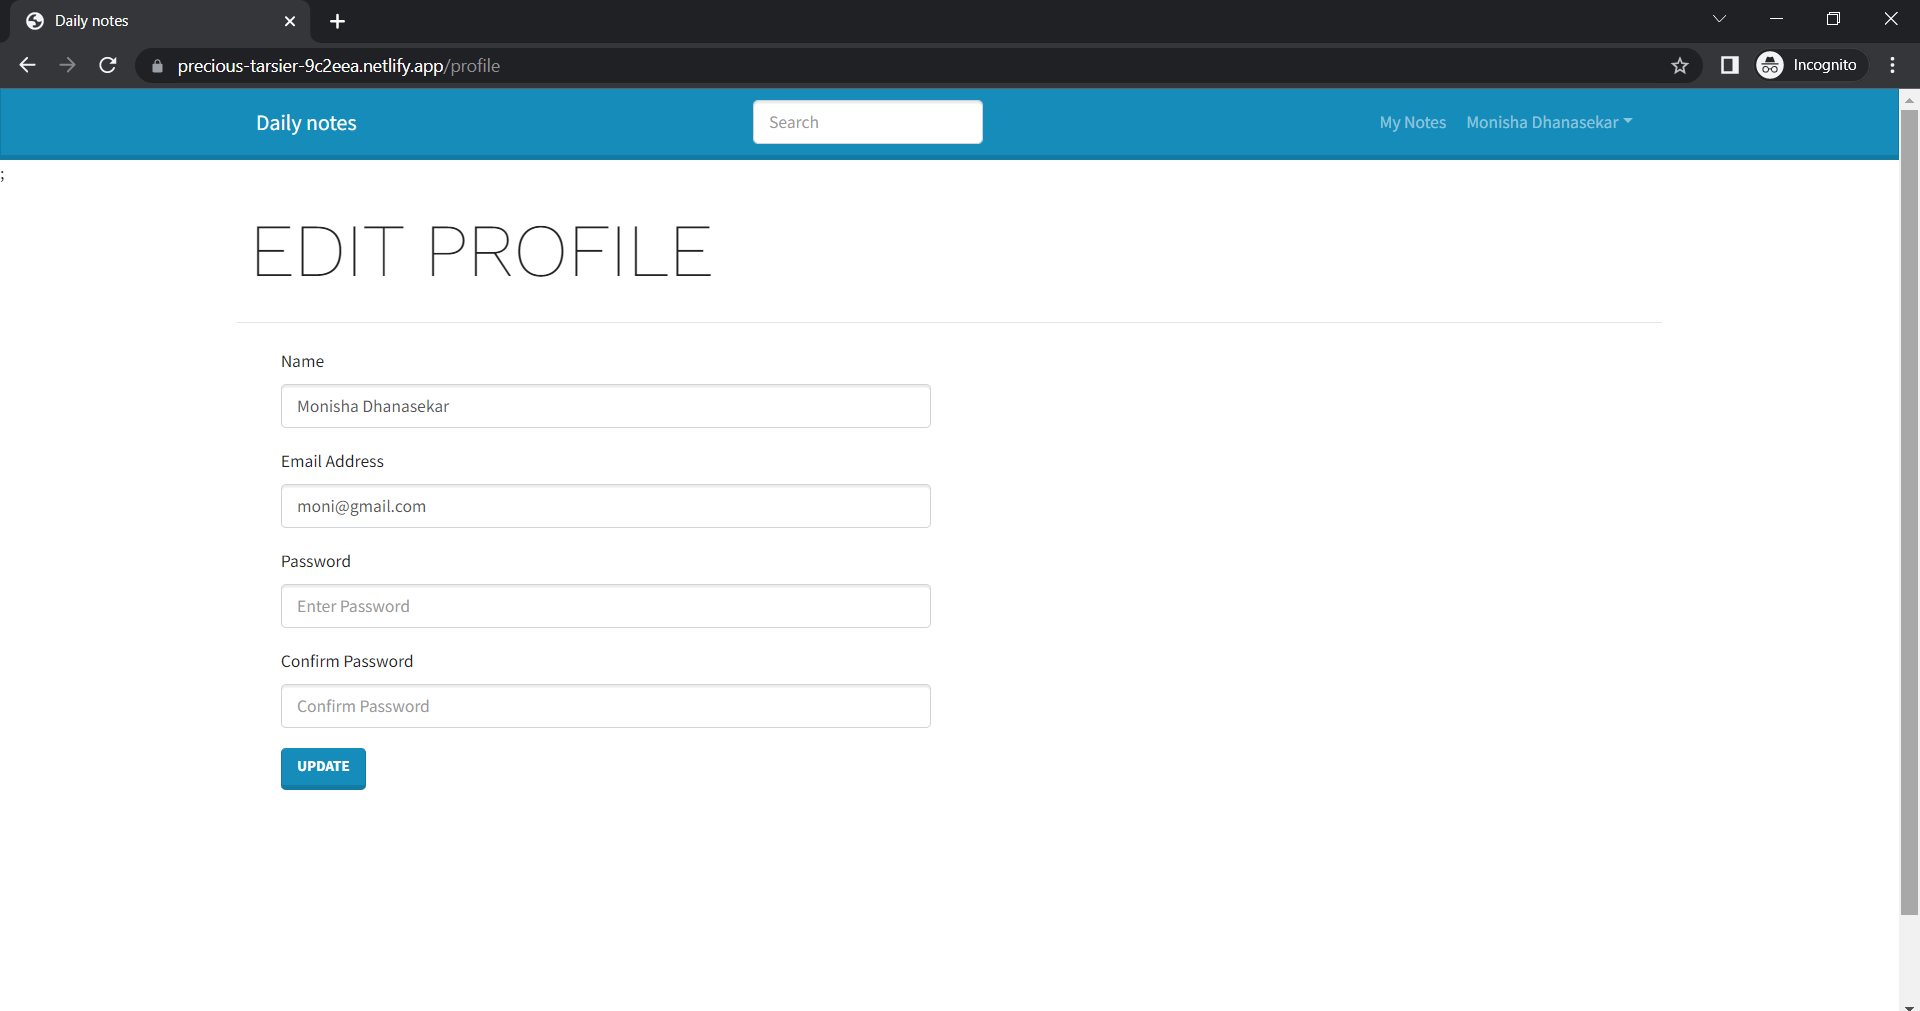 Daily notes
precious-tarsier-9c2eea.netlify.app/profile
Incognito
Daily notes
Search
My Notes
Monisha Dhanasekar
;
EDIT PROFILE
Name
Monisha Dhanasekar
Email Address
moni@gmail.com
Password
Enter Password
Confirm Password
Confirm Password
UPDATE